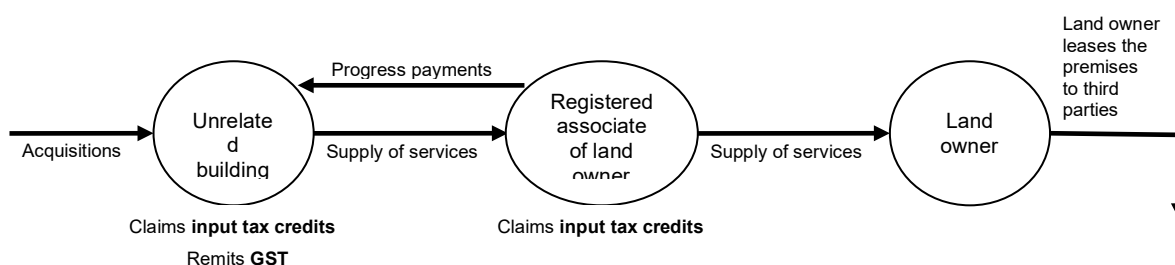 Land owner
leases the
premises
to third
parties
Progress payments
Unrelate
d
building
Registered
associate
of land
owner
Land
owner
Acquisitions
Supply of services
Supply of services
Claims input tax credits
Claims input tax credits
Remits GST